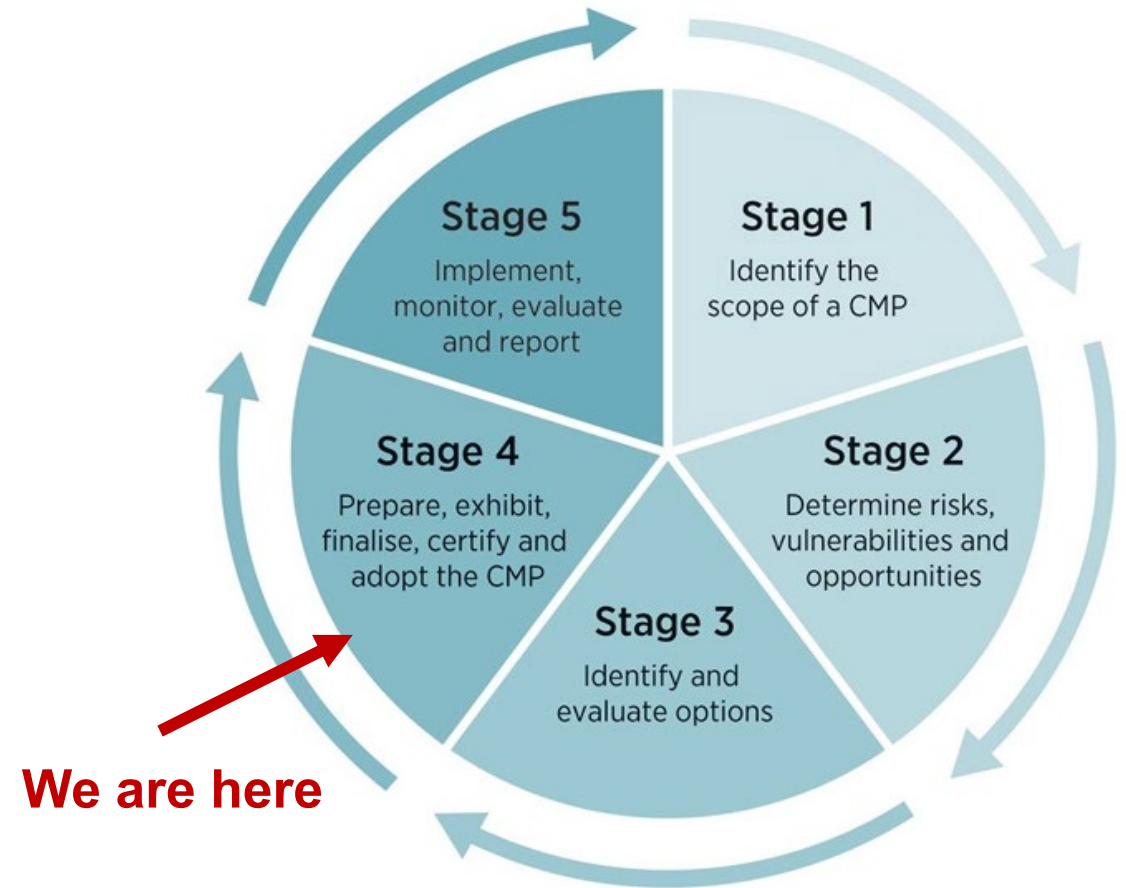 Stage 1
Identify the
scope of a CMP
Stage 2
Determine risks,
vulnerabilities and
opportunities
Stage 3
Identify and
evaluate options
Stage 4
Prepare, exhibit,
finalise, certify and
adopt the CMP
Stage 5
Implement,
monitor, evaluate
and report
We are here